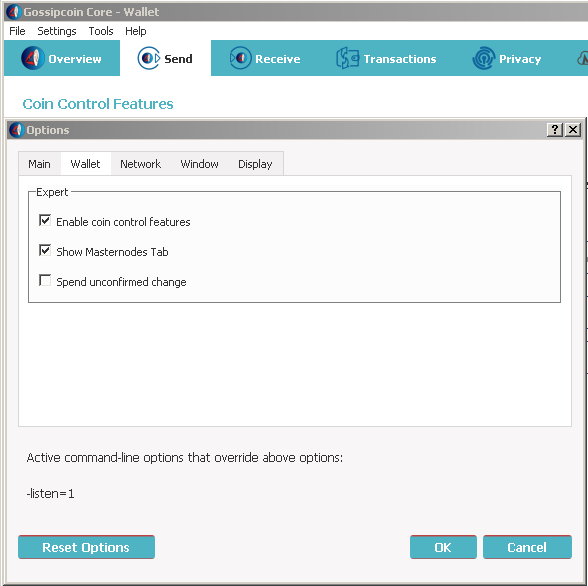 Gossipcoin Core - Wallet
File Settings Tools Help
Overview Send Receive Transactions Privacy
Coin Control Features
Options
Main Wallet Network Window Display
Expert
Enable coin control features
Show Masternodes Tab
Spend unconfirmed change
Active command-line options that override above options:
-listen=1
Reset Options OK Cancel